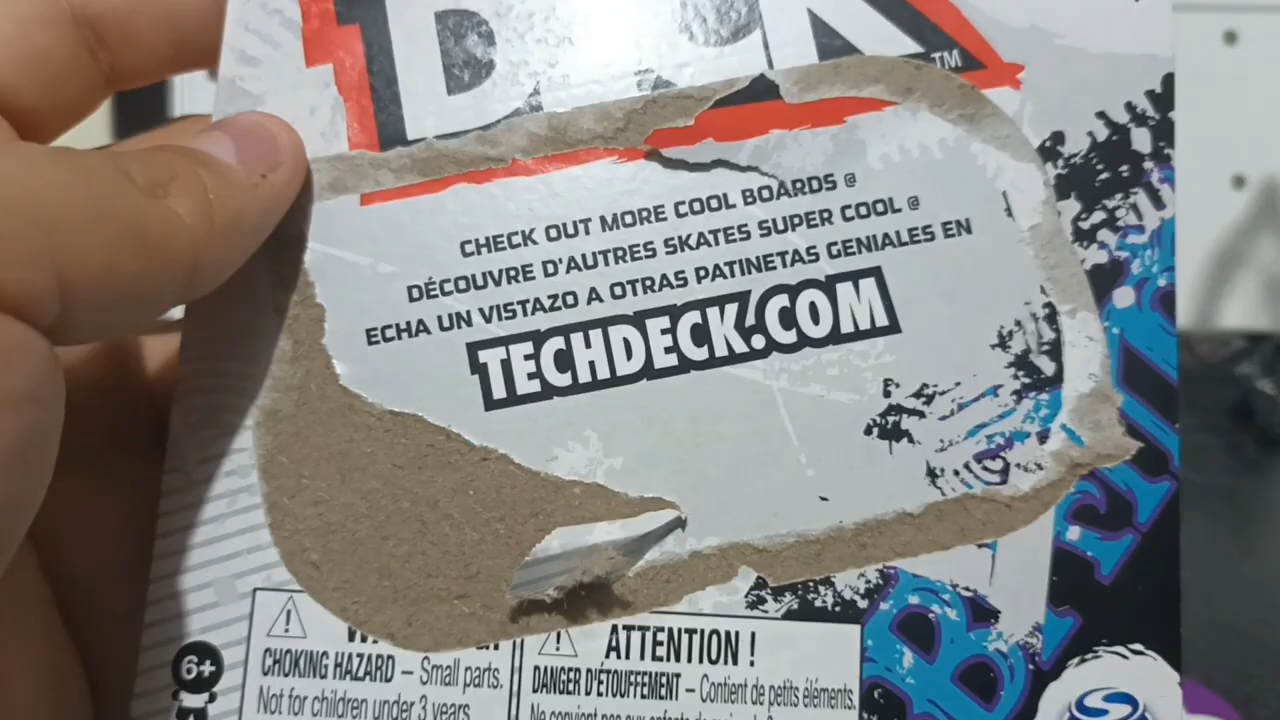 DECK™
CHECK OUT MORE COOL BOARDS @
DÉCOUVRE D'AUTRES SKATES SUPER COOL @
ECHA UN VISTAZO A OTRAS PATINETAS GENIALES EN
TECHDECK.COM
6+
CHOKING HAZARD – Small parts.
Not for children under 3 years
ATTENTION !
DANGER D'ÉTOUFFEMENT – Contient de petits éléments.